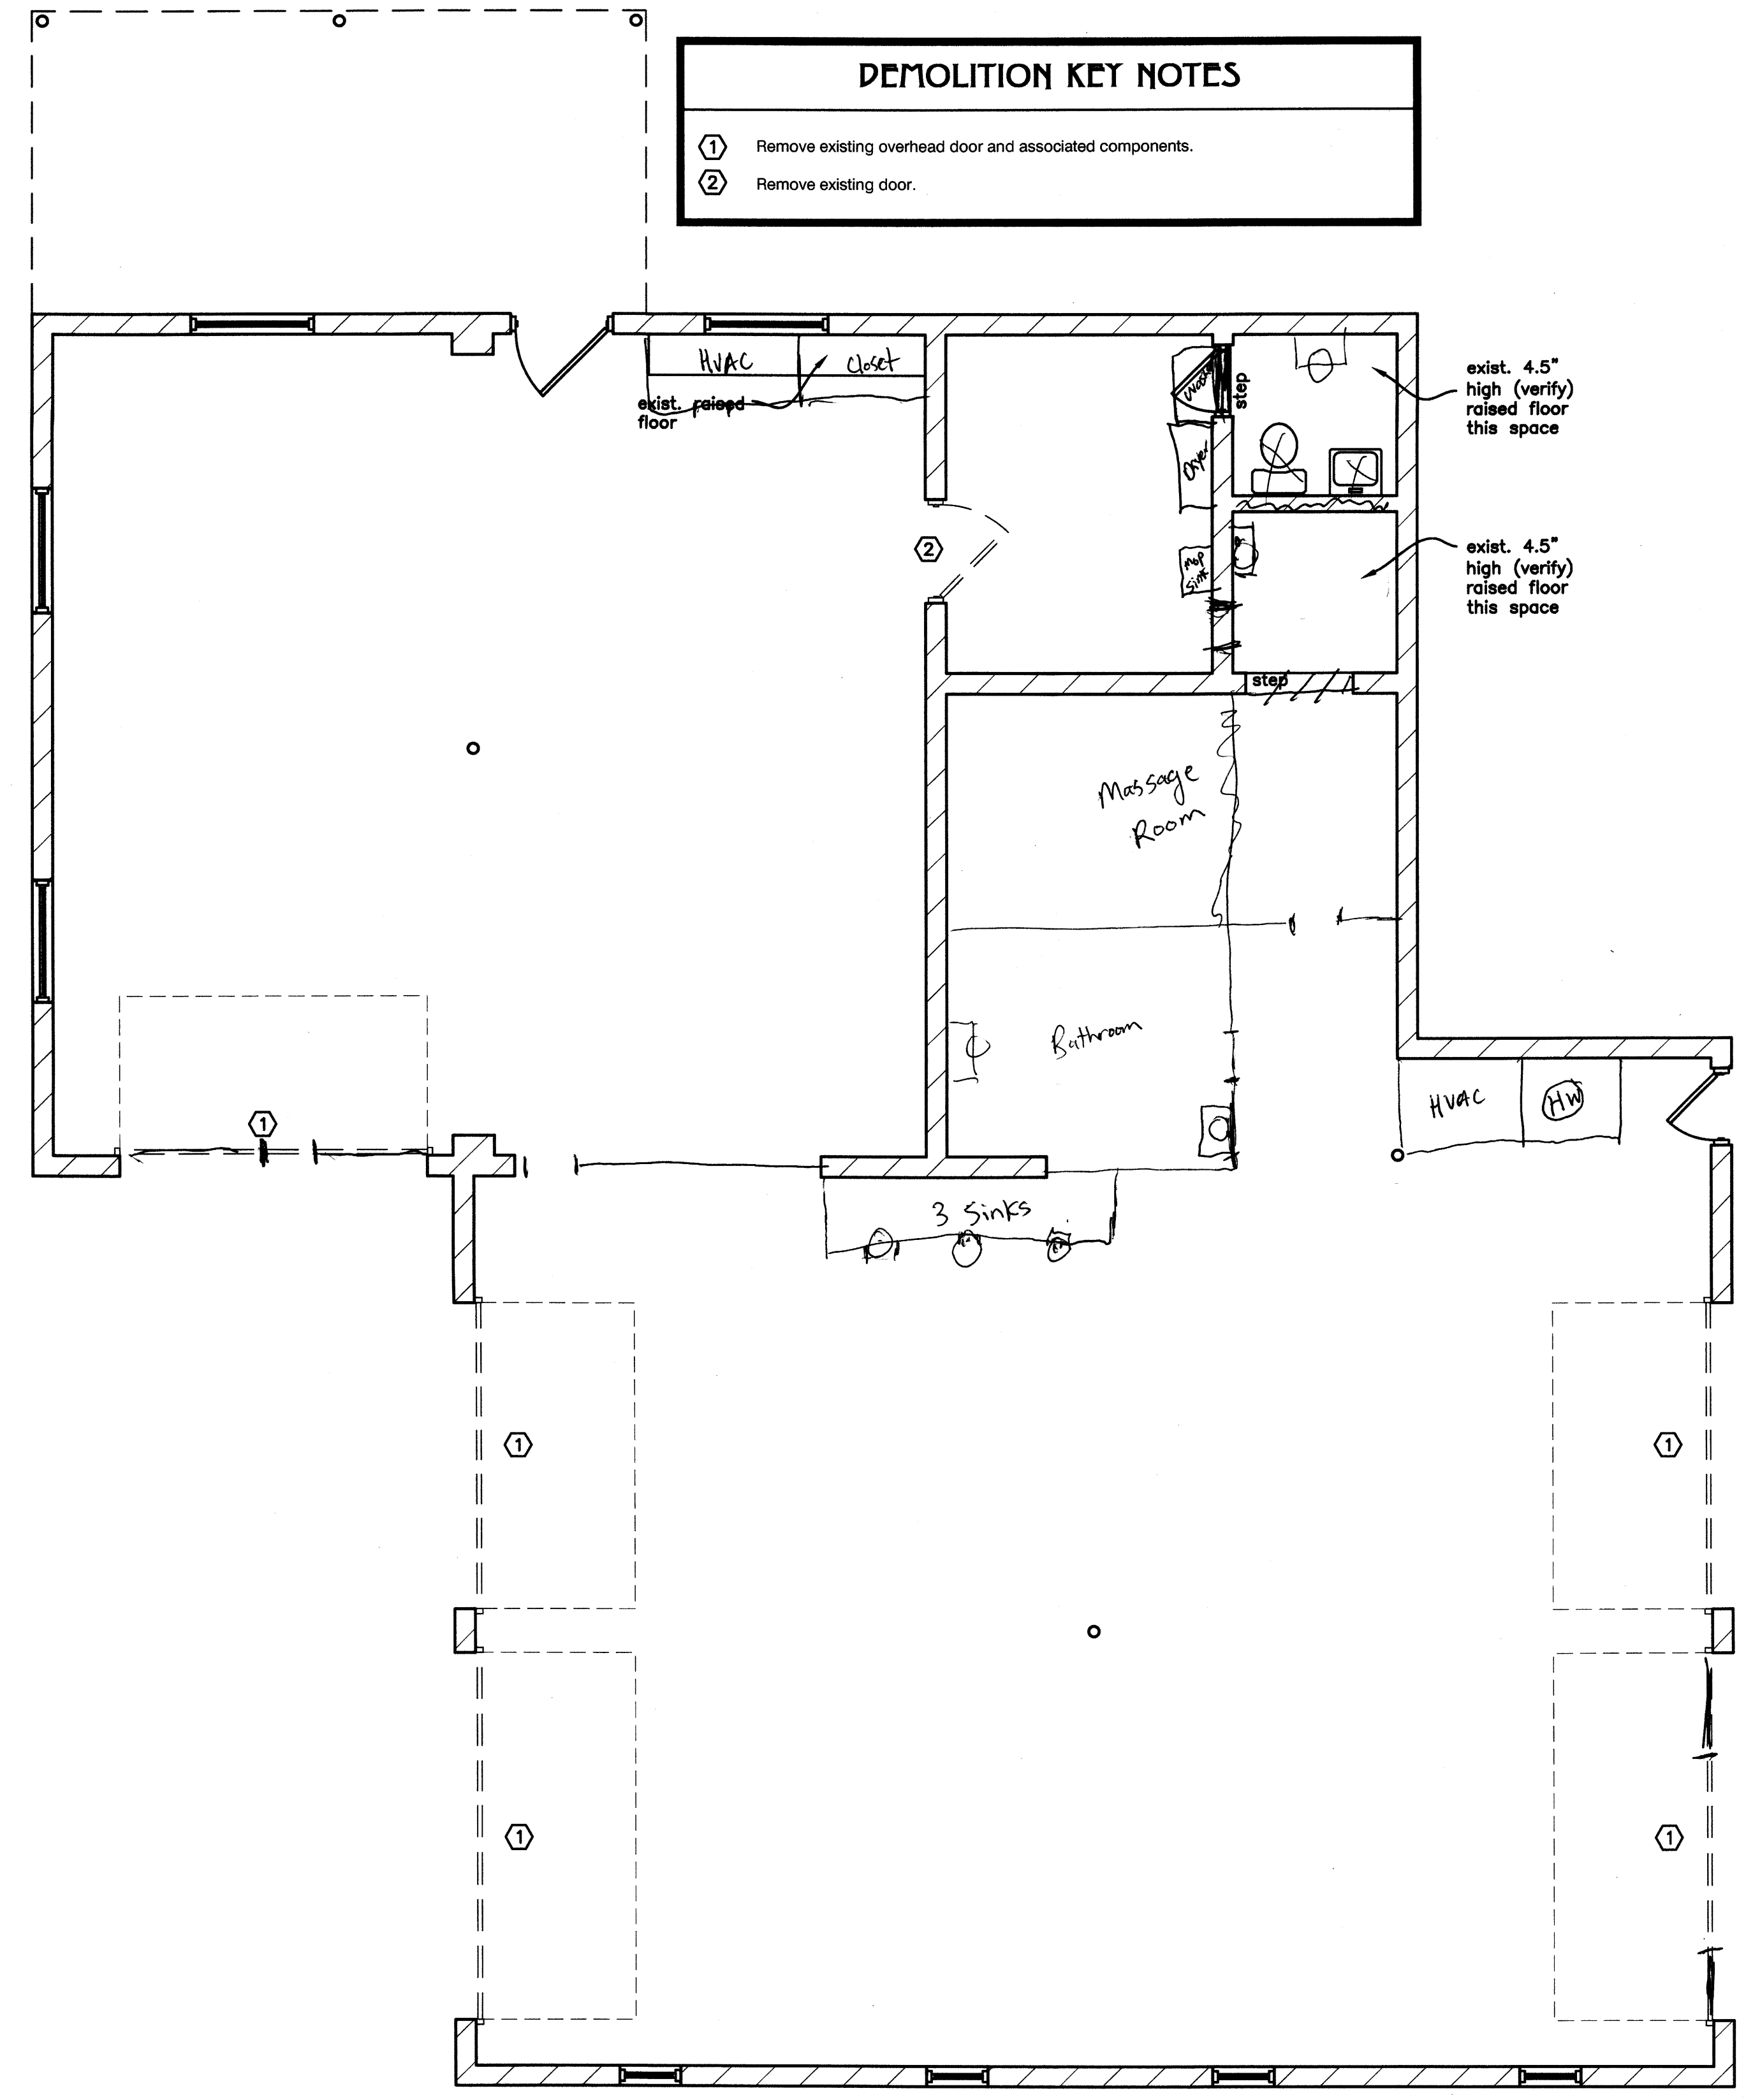 DEMOLITION KEY NOTES
1 Remove existing overhead door and associated components.
2 Remove existing door.
HVAC
Closet
exist. raised
floor
step
exist. 4.5"
high (verify)
raised floor
this space
Dryer
2
Mop
Sink
exist. 4.5"
high (verify)
raised floor
this space
step
Massage
Room
Bathroom
HVAC
HW
1
3 Sinks
1
1
1
1